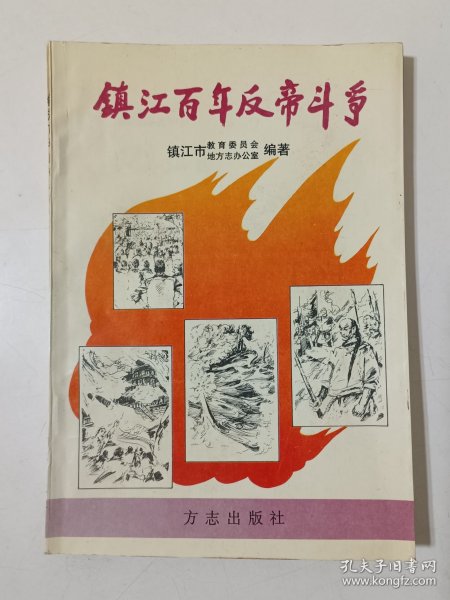 镇江百年反帝斗争
镇江市教育委员会地方志办公室 编著
方志出版社
孔夫子旧书网
www.kongfz.com